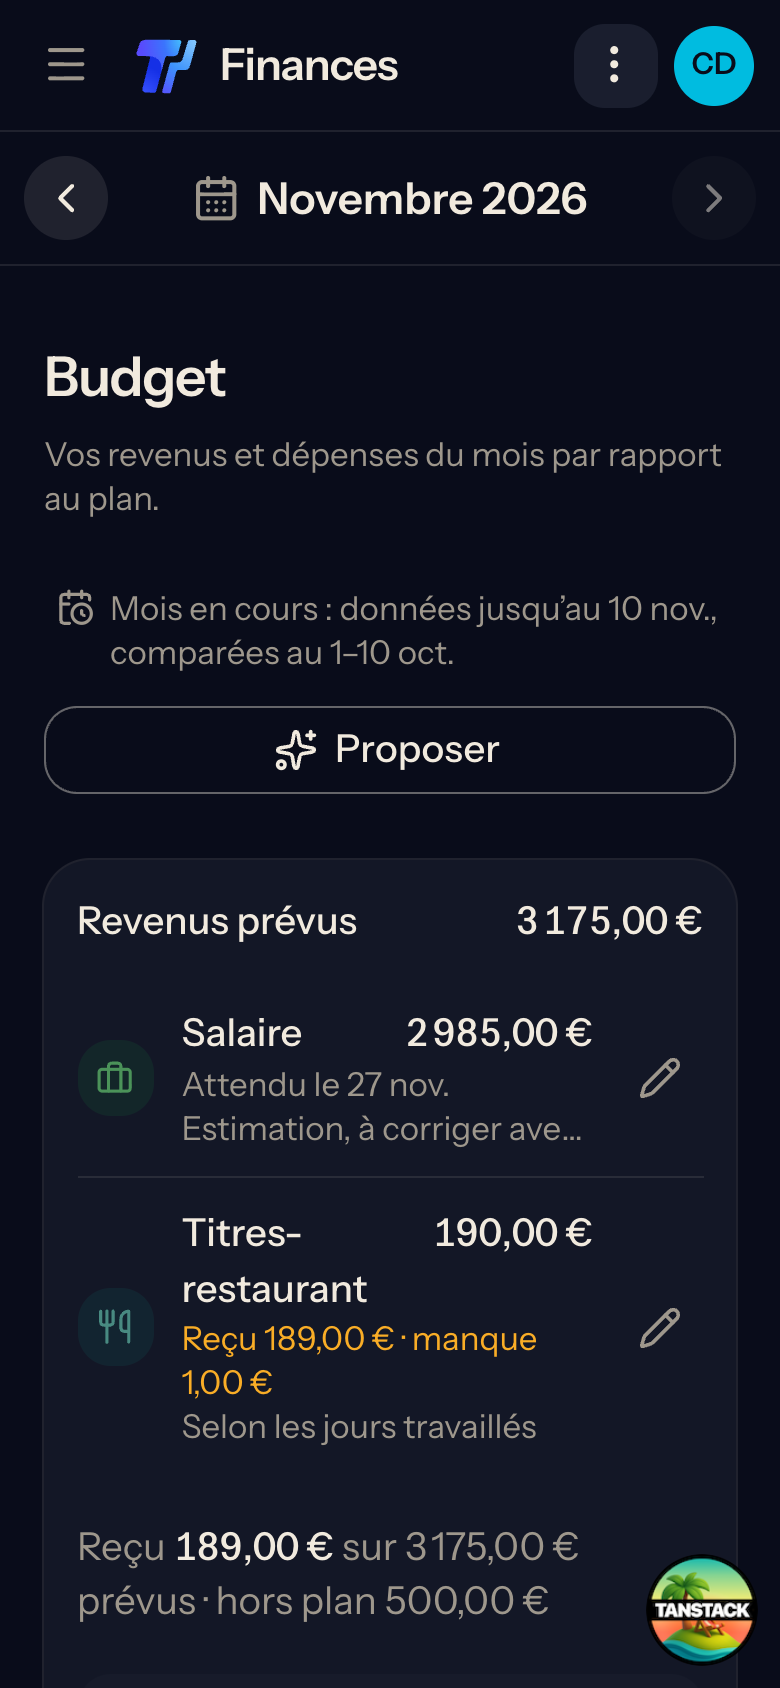 Finances
CD
Novembre 2026
Budget
Vos revenus et dépenses du mois par rapport
au plan.
Mois en cours : données jusqu’au 10 nov.,
comparées au 1–10 oct.
Proposer
Revenus prévus 3 175,00 €
Salaire 2 985,00 €
Attendu le 27 nov.
Estimation, à corriger ave...
Titres- 190,00 €
restaurant
Reçu 189,00 € · manque
1,00 €
Selon les jours travaillés
Reçu 189,00 € sur 3 175,00 €
prévus · hors plan 500,00 €
TANSTACK